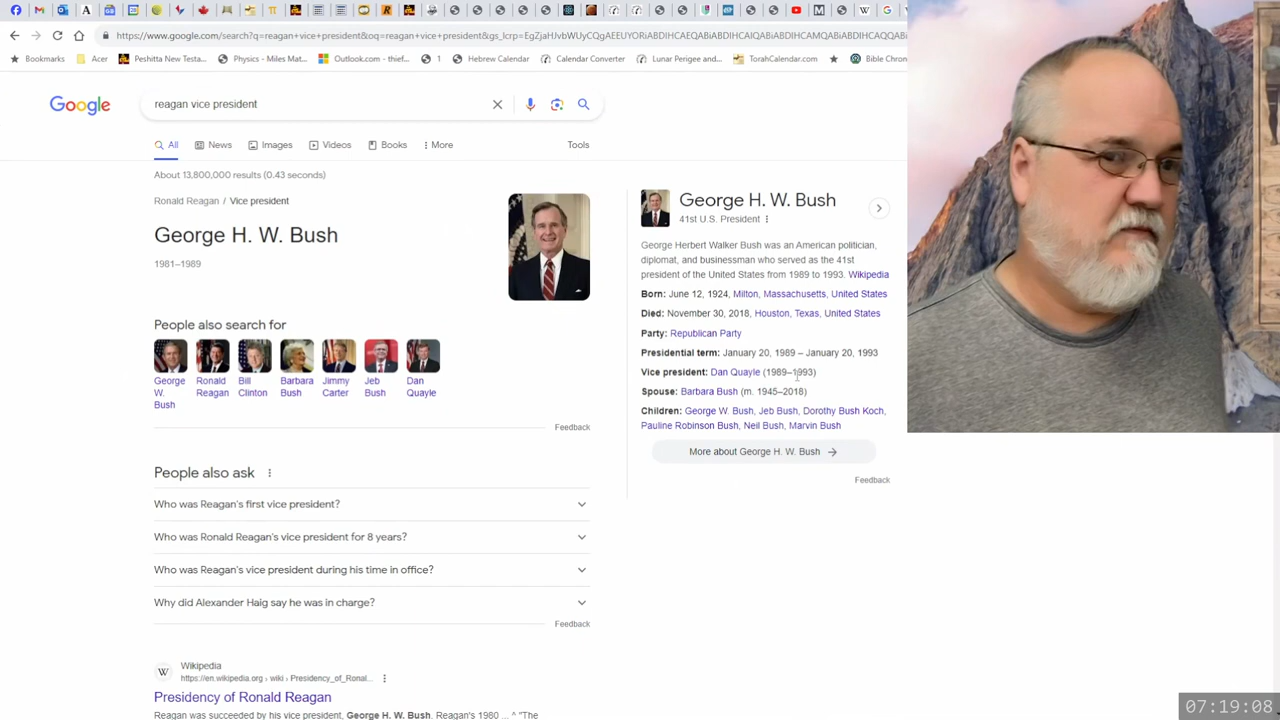 https://www.google.com/search?q=reagan+vice+president&oq=reagan+vice+president&gs_lcrp=
Bookmarks Acer Peshitta New Testa... Physics - Miles Mat... Outlook.com - thief... 1 Hebrew Calendar Calendar Converter Lunar Perigee and... TorahCalendar.com Bible Chron
Google
reagan vice president
All News Images Videos Books More Tools
About 13,800,000 results (0.43 seconds)
Ronald Reagan / Vice president
George H. W. Bush
1981–1989
People also search for
George W. Bush
Ronald Reagan
Bill Clinton
Barbara Bush
Jimmy Carter
Jeb Bush
Dan Quayle
Feedback
People also ask
Who was Reagan's first vice president?
Who was Ronald Reagan's vice president for 8 years?
Who was Reagan's vice president during his time in office?
Why did Alexander Haig say he was in charge?
Feedback
Wikipedia
https://en.wikipedia.org › wiki › Presidency_of_Ronal...
Presidency of Ronald Reagan
Reagan was succeeded by his vice president, George H. W. Bush. Reagan's 1980 ... ^ "The
George H. W. Bush
41st U.S. President
George Herbert Walker Bush was an American politician,
diplomat, and businessman who served as the 41st
president of the United States from 1989 to 1993. Wikipedia
Born: June 12, 1924, Milton, Massachusetts, United States
Died: November 30, 2018, Houston, Texas, United States
Party: Republican Party
Presidential term: January 20, 1989 – January 20, 1993
Vice president: Dan Quayle (1989–1993)
Spouse: Barbara Bush (m. 1945–2018)
Children: George W. Bush, Jeb Bush, Dorothy Bush Koch,
Pauline Robinson Bush, Neil Bush, Marvin Bush
More about George H. W. Bush →
Feedback
07:19:08